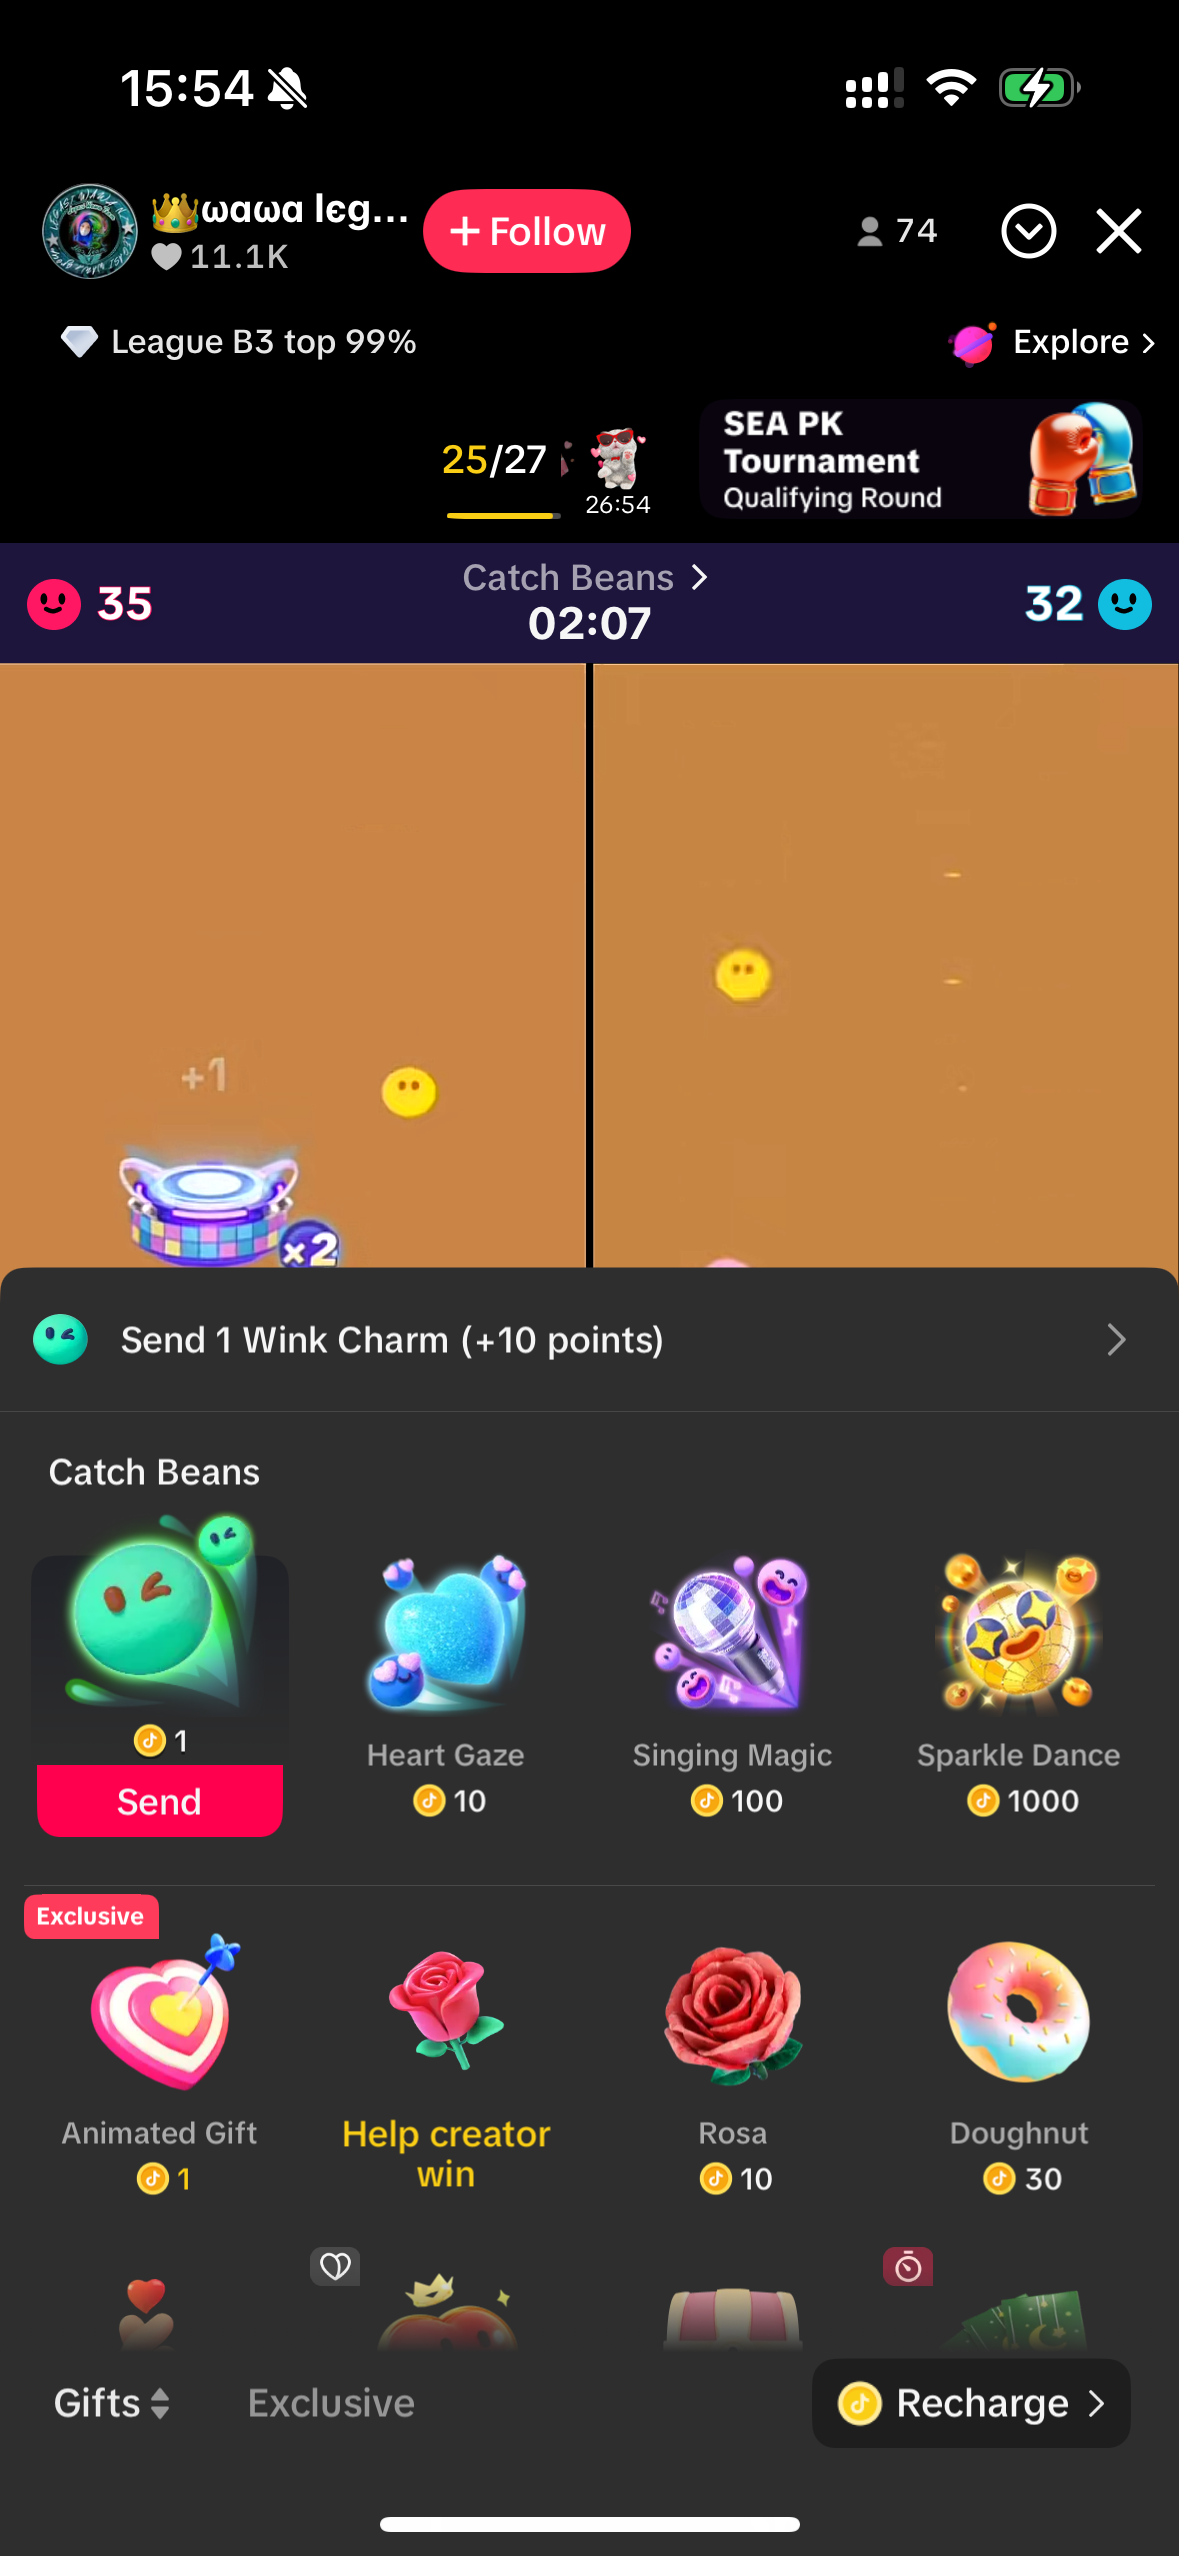 15:54
👑ωαωα lєg...
+ Follow
74
11.1K
League B3 top 99%
Explore >
25/27
26:54
SEA PK
Tournament
Qualifying Round
35
Catch Beans >
02:07
32
+1
×2
Send 1 Wink Charm (+10 points)
Catch Beans
1
Send
Heart Gaze
10
Singing Magic
100
Sparkle Dance
1000
Exclusive
Animated Gift
1
Help creator
win
Rosa
10
Doughnut
30
Gifts
Exclusive
Recharge >